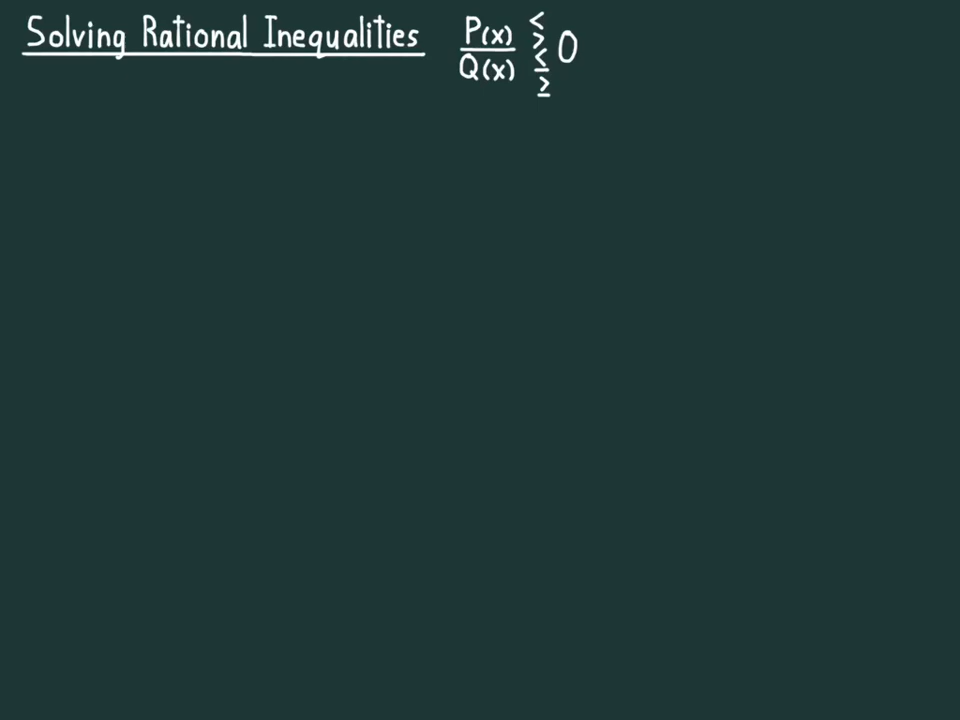 Solving Rational Inequalities
P(x)/Q(x) < > ≤ ≥ 0